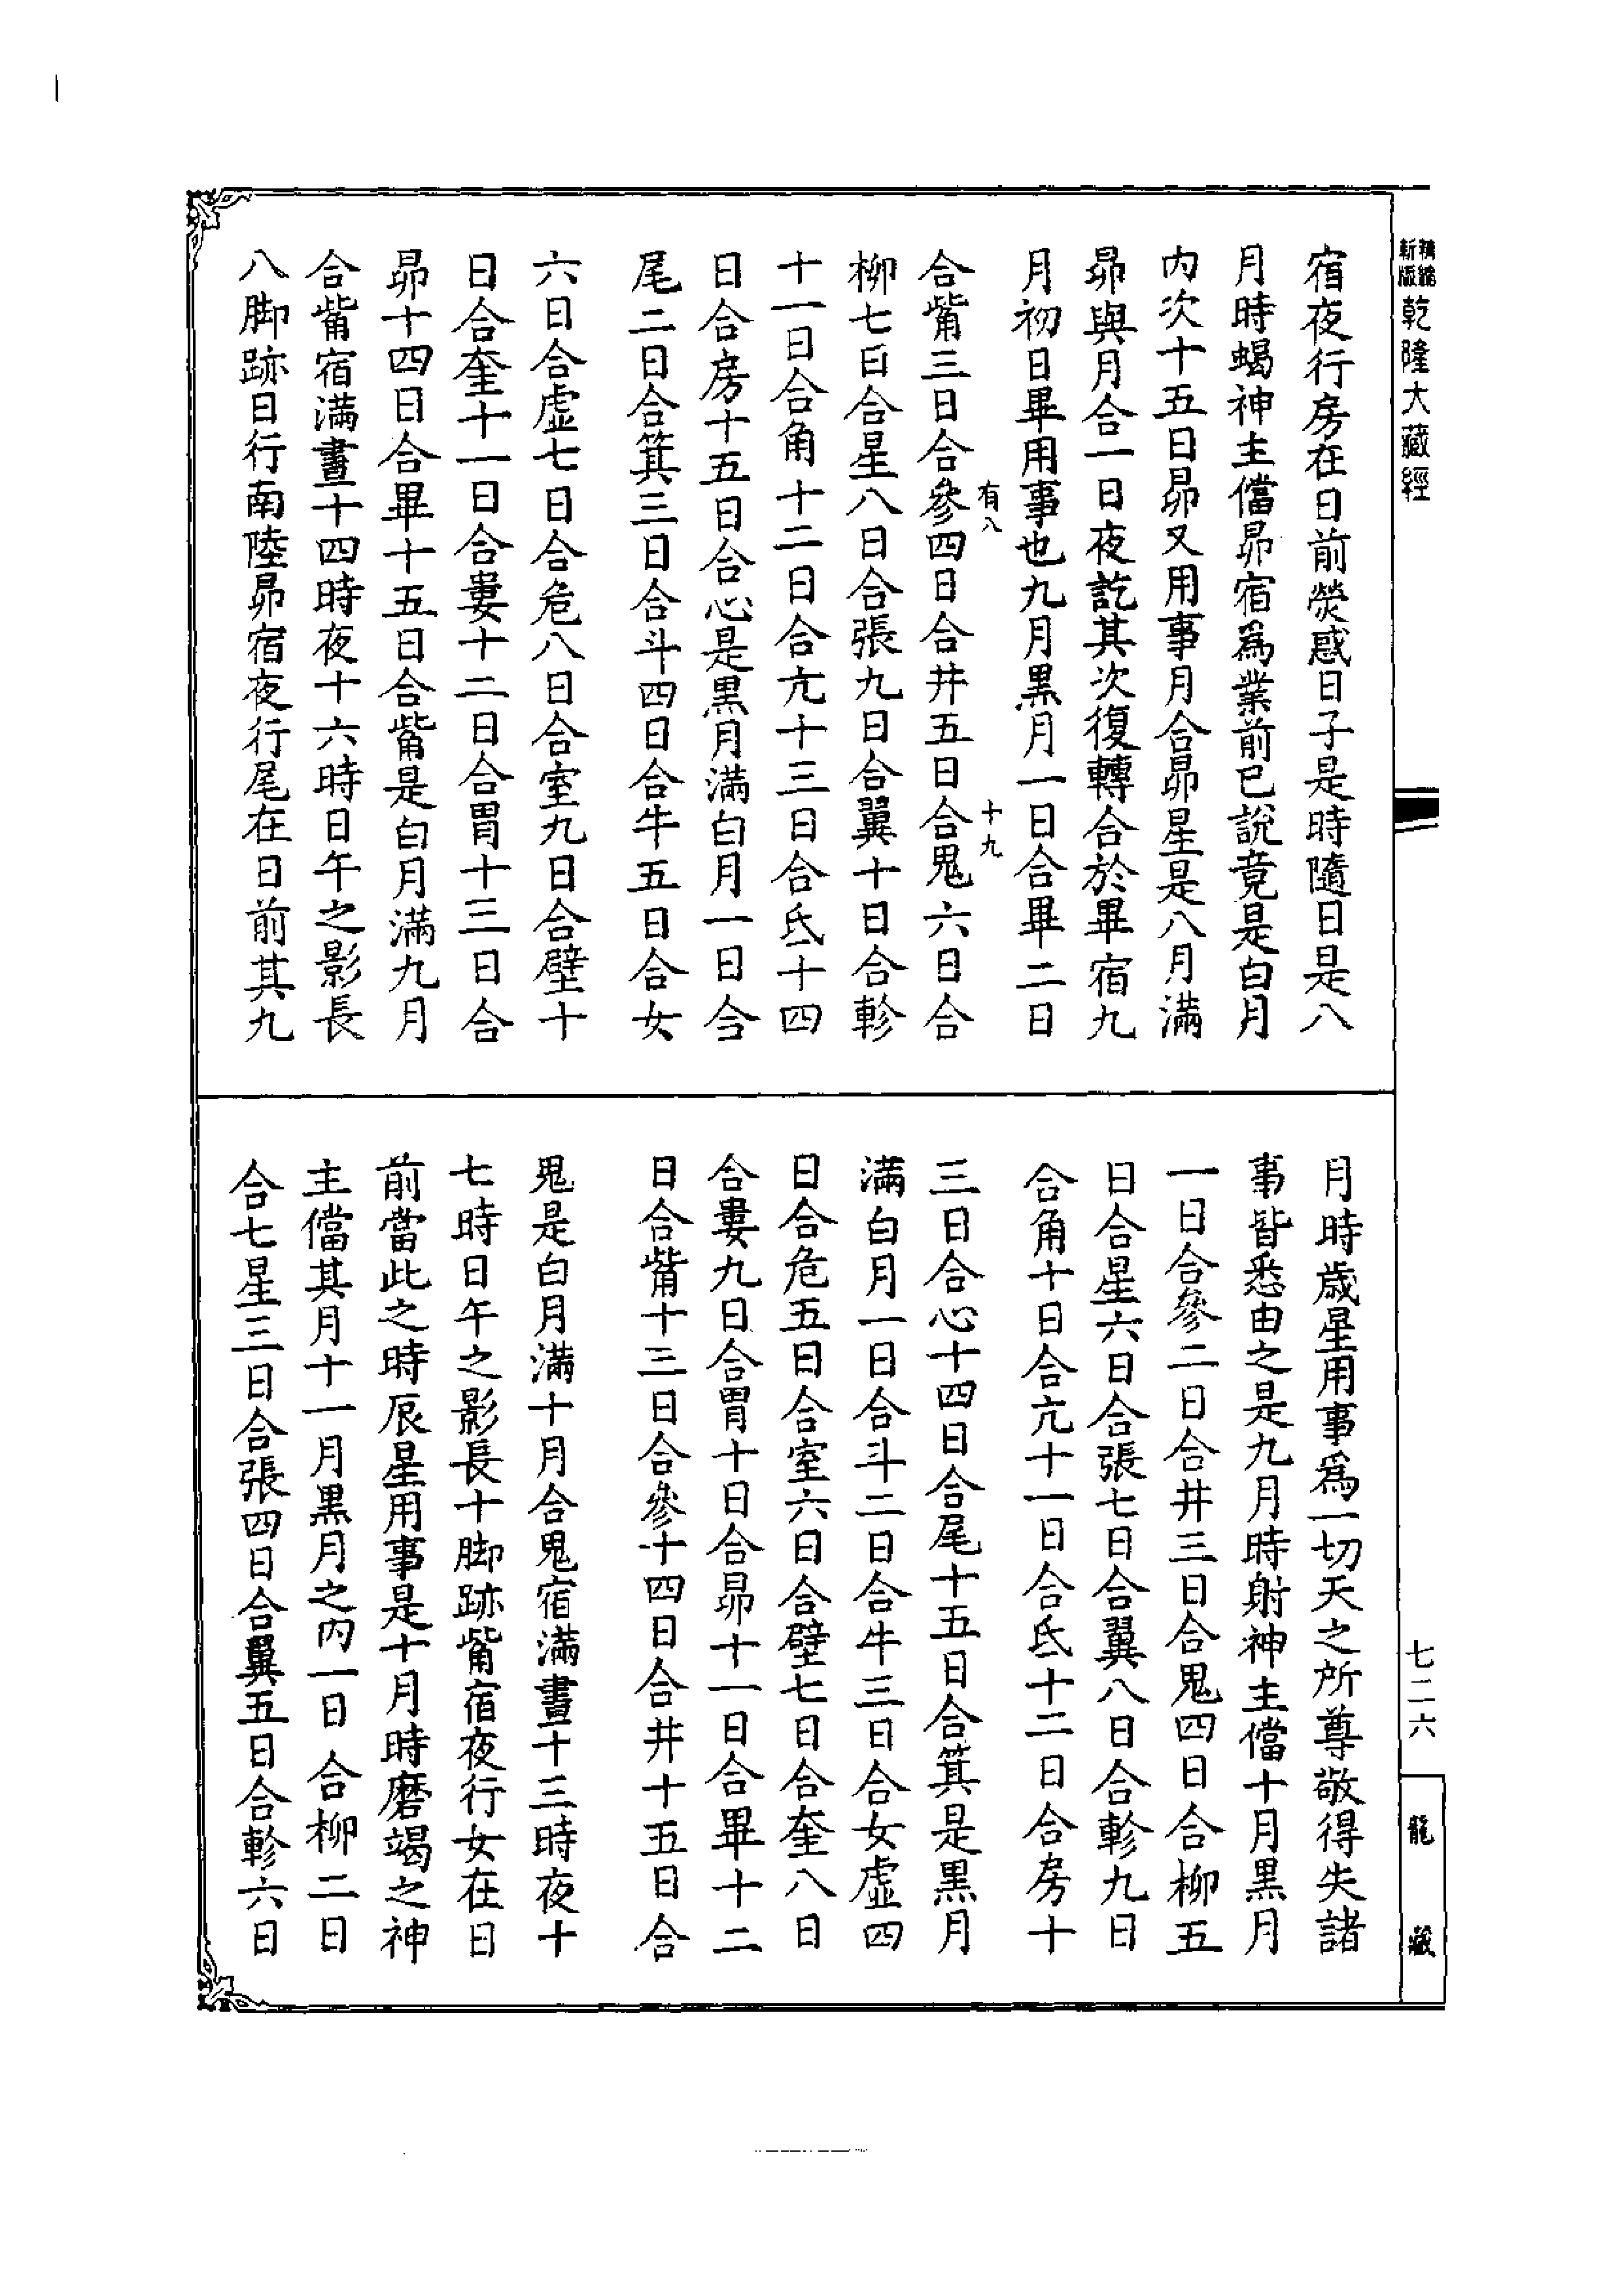 精縮新版乾隆大藏經
宿夜行房在日前熒惑日子是時隨日是八
月時蝎神主儅昴宿爲業前已說竟是白月
内次十五日昴又用事月合昴星是八月滿
昴與月合一日夜訖其次復轉合於畢宿九
月初日畢用事也九月黑月一日合畢二日
有八 十九
合觜三日合參四日合井五日合鬼六日合
柳七日合星八日合張九日合翼十日合軫
十一日合角十二日合亢十三日合氐十四
日合房十五日合心是黑月滿白月一日合
尾二日合箕三日合斗四日合牛五日合女
六日合虛七日合危八日合室九日合壁十
日合奎十一日合婁十二日合胃十三日合
昴十四日合畢十五日合觜是白月滿九月
合觜宿滿晝十四時夜十六時日午之影長
八脚跡日行南陸昴宿夜行尾在日前其九
月時歲星用事爲一切天之所尊敬得失諸
事皆悉由之是九月時射神主儅十月黑月
一日合參二日合井三日合鬼四日合柳五
日合星六日合張七日合翼八日合軫九日
合角十日合亢十一日合氐十二日合房十
三日合心十四日合尾十五日合箕是黑月
滿白月一日合斗二日合牛三日合女虛四
日合危五日合室六日合壁七日合奎八日
合婁九日合胃十日合昴十一日合畢十二
日合觜十三日合參十四日合井十五日合
鬼是白月滿十月合鬼宿滿晝十三時夜十
七時日午之影長十脚跡觜宿夜行女在日
前當此之時辰星用事是十月時磨竭之神
主儅其月十一月黑月之内一日合柳二日
合七星三日合張四日合翼五日合軫六日
七二六
龍藏